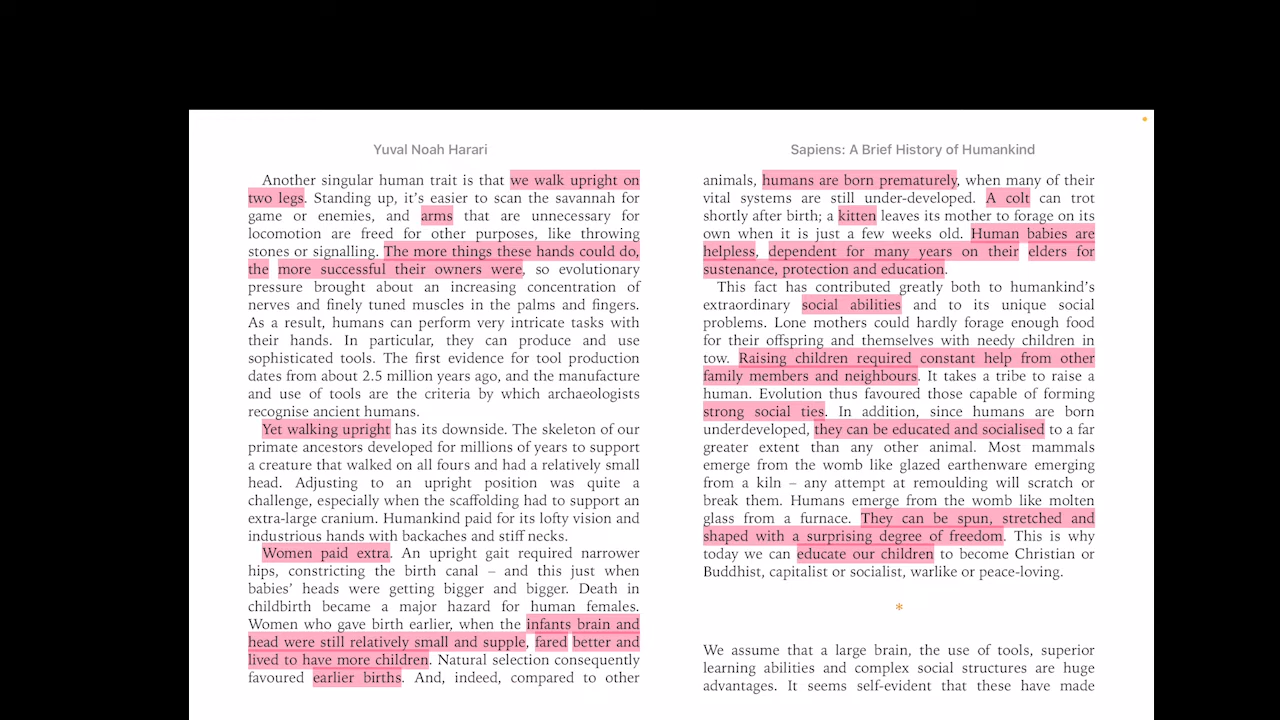 Yuval Noah Harari
Another singular human trait is that we walk upright on
two legs. Standing up, it's easier to scan the savannah for
game or enemies, and arms that are unnecessary for
locomotion are freed for other purposes, like throwing
stones or signalling. The more things these hands could do,
the more successful their owners were, so evolutionary
pressure brought about an increasing concentration of
nerves and finely tuned muscles in the palms and fingers.
As a result, humans can perform very intricate tasks with
their hands. In particular, they can produce and use
sophisticated tools. The first evidence for tool production
dates from about 2.5 million years ago, and the manufacture
and use of tools are the criteria by which archaeologists
recognise ancient humans.
Yet walking upright has its downside. The skeleton of our
primate ancestors developed for millions of years to support
a creature that walked on all fours and had a relatively small
head. Adjusting to an upright position was quite a
challenge, especially when the scaffolding had to support an
extra-large cranium. Humankind paid for its lofty vision and
industrious hands with backaches and stiff necks.
Women paid extra. An upright gait required narrower
hips, constricting the birth canal – and this just when
babies' heads were getting bigger and bigger. Death in
childbirth became a major hazard for human females.
Women who gave birth earlier, when the infants brain and
head were still relatively small and supple, fared better and
lived to have more children. Natural selection consequently
favoured earlier births. And, indeed, compared to other
Sapiens: A Brief History of Humankind
animals, humans are born prematurely, when many of their
vital systems are still under-developed. A colt can trot
shortly after birth; a kitten leaves its mother to forage on its
own when it is just a few weeks old. Human babies are
helpless, dependent for many years on their elders for
sustenance, protection and education.
This fact has contributed greatly both to humankind's
extraordinary social abilities and to its unique social
problems. Lone mothers could hardly forage enough food
for their offspring and themselves with needy children in
tow. Raising children required constant help from other
family members and neighbours. It takes a tribe to raise a
human. Evolution thus favoured those capable of forming
strong social ties. In addition, since humans are born
underdeveloped, they can be educated and socialised to a far
greater extent than any other animal. Most mammals
emerge from the womb like glazed earthenware emerging
from a kiln – any attempt at remoulding will scratch or
break them. Humans emerge from the womb like molten
glass from a furnace. They can be spun, stretched and
shaped with a surprising degree of freedom. This is why
today we can educate our children to become Christian or
Buddhist, capitalist or socialist, warlike or peace-loving.
*
We assume that a large brain, the use of tools, superior
learning abilities and complex social structures are huge
advantages. It seems self-evident that these have made